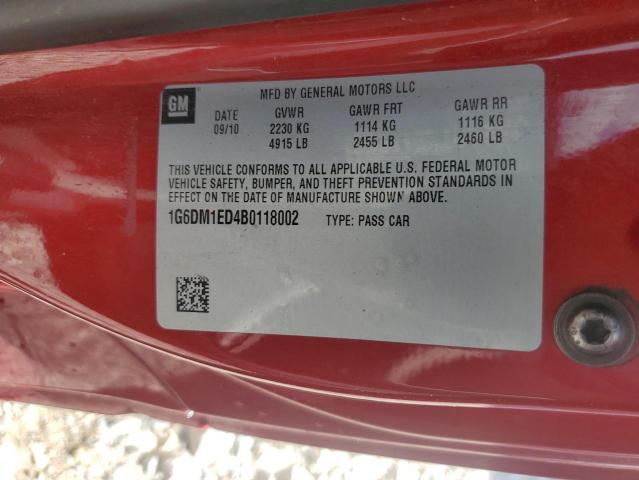 MFD BY GENERAL MOTORS LLC
GM
DATE GVWR GAWR FRT GAWR RR
09/10 2230 KG 1114 KG 1116 KG
4915 LB 2455 LB 2460 LB
THIS VEHICLE CONFORMS TO ALL APPLICABLE U.S. FEDERAL MOTOR
VEHICLE SAFETY, BUMPER, AND THEFT PREVENTION STANDARDS IN
EFFECT ON THE DATE OF MANUFACTURE SHOWN ABOVE.
1G6DM1ED4B0118002 TYPE: PASS CAR